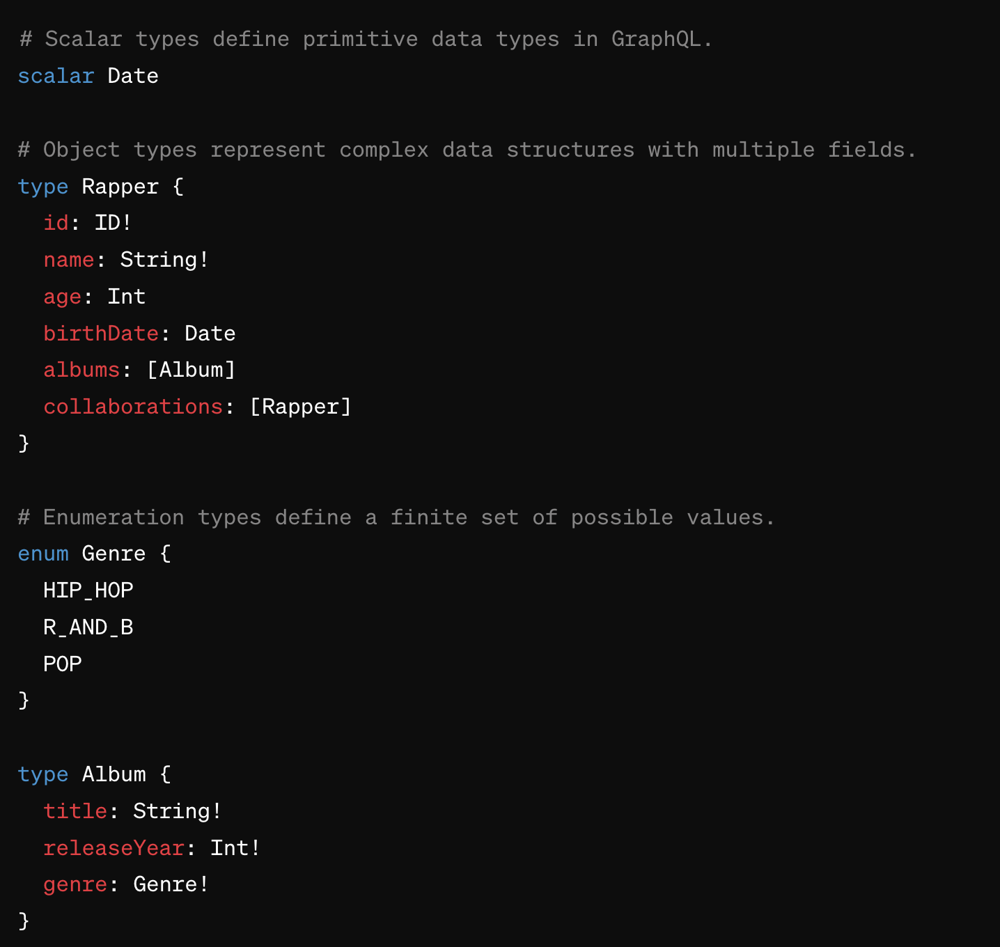 # Scalar types define primitive data types in GraphQL.
scalar Date
# Object types represent complex data structures with multiple fields.
type Rapper {
  id: ID!
  name: String!
  age: Int
  birthDate: Date
  albums: [Album]
  collaborations: [Rapper]
}
# Enumeration types define a finite set of possible values.
enum Genre {
  HIP_HOP
  R_AND_B
  POP
}
type Album {
  title: String!
  releaseYear: Int!
  genre: Genre!
}